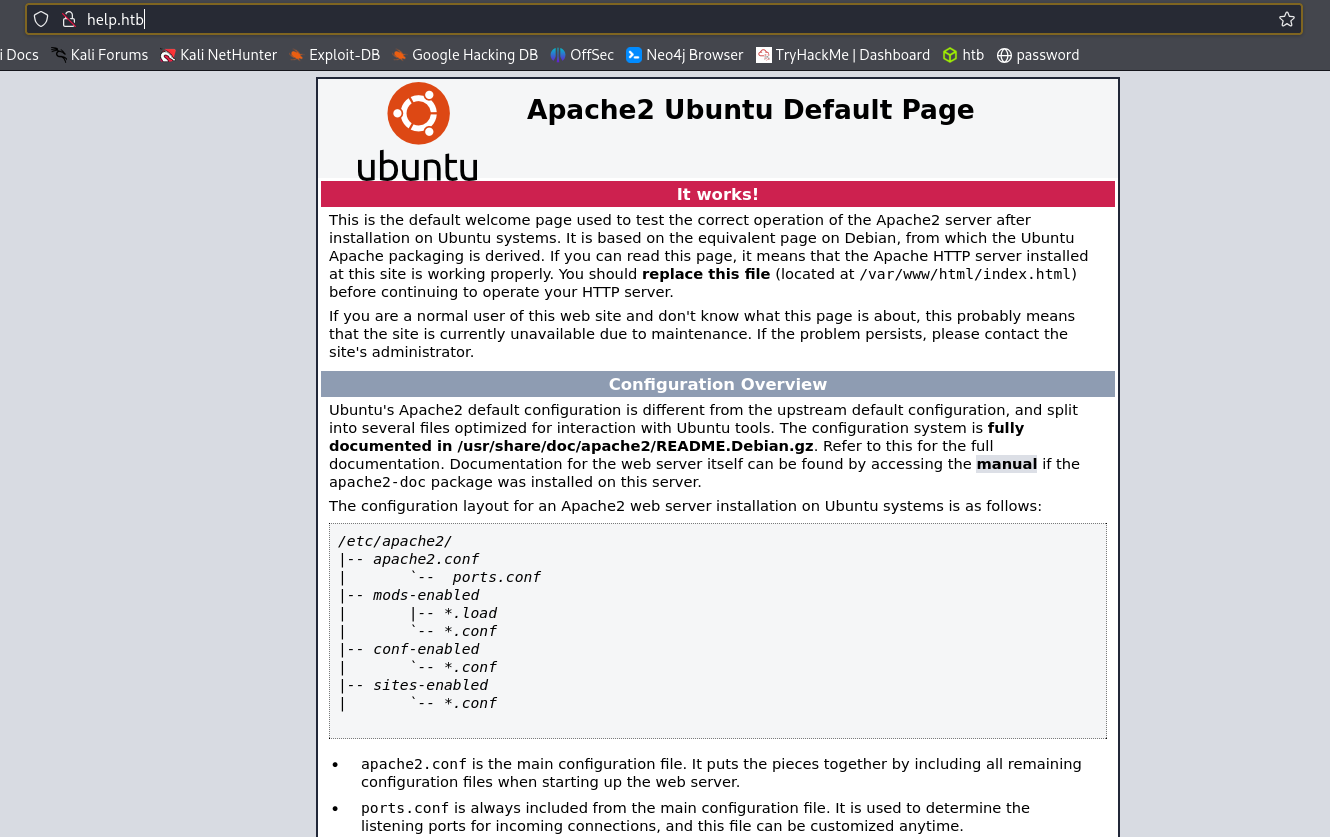 help.htb
i Docs Kali Forums Kali NetHunter Exploit-DB Google Hacking DB OffSec Neo4j Browser TryHackMe | Dashboard htb password
ubuntu
Apache2 Ubuntu Default Page
It works!
This is the default welcome page used to test the correct operation of the Apache2 server after
installation on Ubuntu systems. It is based on the equivalent page on Debian, from which the Ubuntu
Apache packaging is derived. If you can read this page, it means that the Apache HTTP server installed
at this site is working properly. You should replace this file (located at /var/www/html/index.html)
before continuing to operate your HTTP server.
If you are a normal user of this web site and don't know what this page is about, this probably means
that the site is currently unavailable due to maintenance. If the problem persists, please contact the
site's administrator.
Configuration Overview
Ubuntu's Apache2 default configuration is different from the upstream default configuration, and split
into several files optimized for interaction with Ubuntu tools. The configuration system is fully
documented in /usr/share/doc/apache2/README.Debian.gz. Refer to this for the full
documentation. Documentation for the web server itself can be found by accessing the manual if the
apache2-doc package was installed on this server.
The configuration layout for an Apache2 web server installation on Ubuntu systems is as follows:
/etc/apache2/
|-- apache2.conf
|       `--  ports.conf
|-- mods-enabled
|       |-- *.load
|       `-- *.conf
|-- conf-enabled
|       `-- *.conf
|-- sites-enabled
|       `-- *.conf
• apache2.conf is the main configuration file. It puts the pieces together by including all remaining
configuration files when starting up the web server.
• ports.conf is always included from the main configuration file. It is used to determine the
listening ports for incoming connections, and this file can be customized anytime.